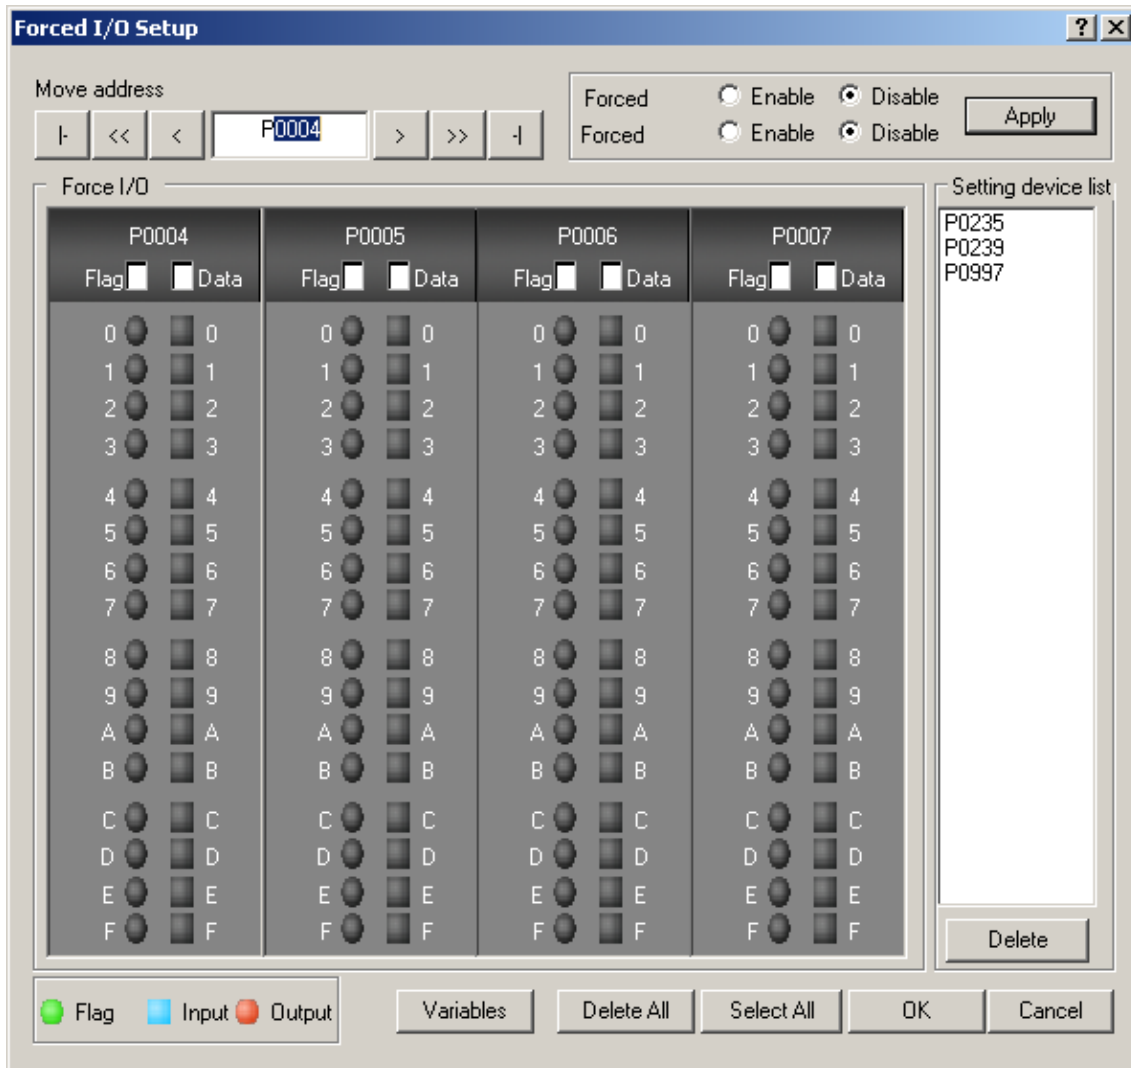 Forced I/O Setup
Move address
|- << < P0004 > >> -|
Forced Enable Disable
Forced Enable Disable
Apply
Force I/O
P0004 P0005 P0006 P0007
Flag Data Flag Data Flag Data Flag Data
0 0 0 0 0 0 0 0
1 1 1 1 1 1 1 1
2 2 2 2 2 2 2 2
3 3 3 3 3 3 3 3
4 4 4 4 4 4 4 4
5 5 5 5 5 5 5 5
6 6 6 6 6 6 6 6
7 7 7 7 7 7 7 7
8 8 8 8 8 8 8 8
9 9 9 9 9 9 9 9
A A A A A A A A
B B B B B B B B
C C C C C C C C
D D D D D D D D
E E E E E E E E
F F F F F F F F
Setting device list
P0235
P0239
P0997
Delete
Flag Input Output
Variables Delete All Select All OK Cancel